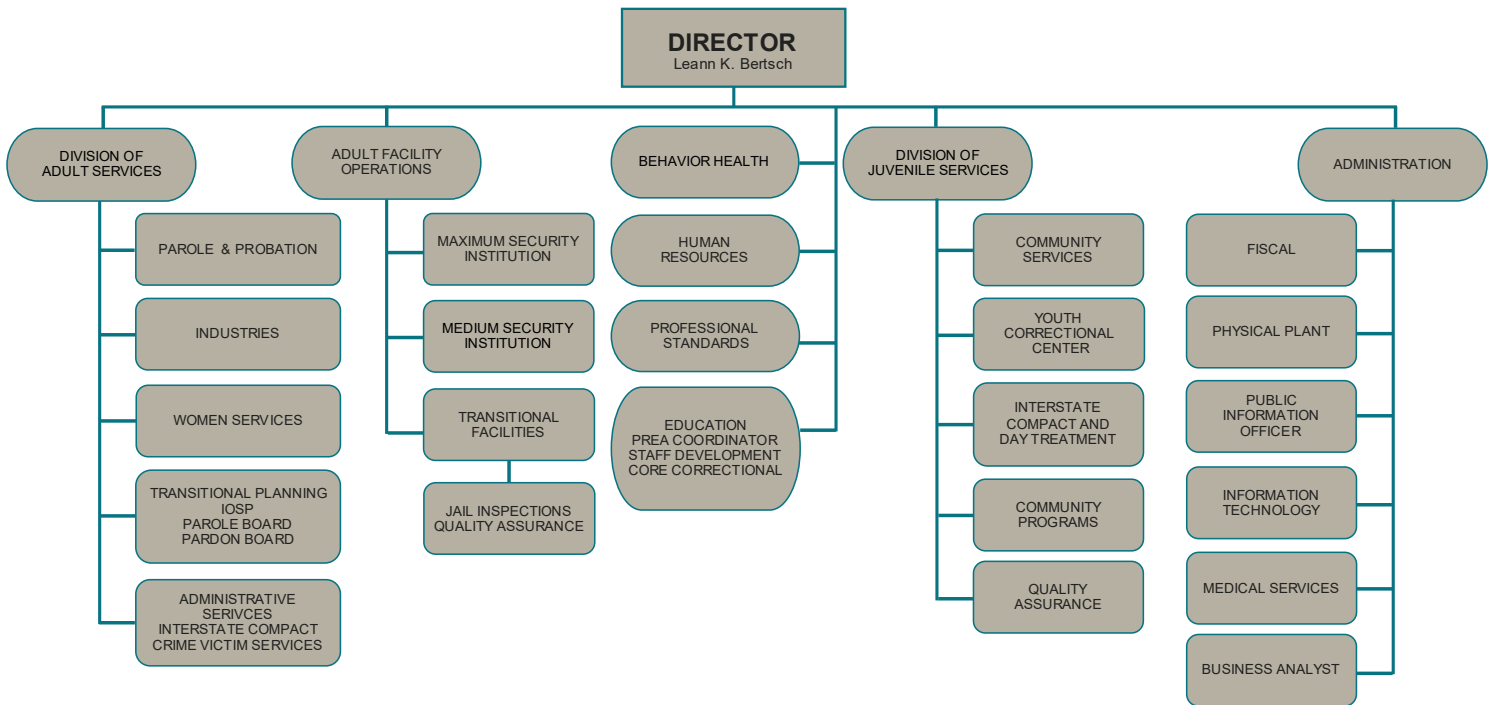 DIRECTOR
Leann K. Bertsch
DIVISION OF
ADULT SERVICES
PAROLE & PROBATION
INDUSTRIES
WOMEN SERVICES
TRANSITIONAL PLANNING
IOSP
PAROLE BOARD
PARDON BOARD
ADMINISTRATIVE
SERIVCES
INTERSTATE COMPACT
CRIME VICTIM SERVICES
ADULT FACILITY
OPERATIONS
MAXIMUM SECURITY
INSTITUTION
MEDIUM SECURITY
INSTITUTION
TRANSITIONAL
FACILITIES
JAIL INSPECTIONS
QUALITY ASSURANCE
BEHAVIOR HEALTH
HUMAN
RESOURCES
PROFESSIONAL
STANDARDS
EDUCATION
PREA COORDINATOR
STAFF DEVELOPMENT
CORE CORRECTIONAL
DIVISION OF
JUVENILE SERVICES
COMMUNITY
SERVICES
YOUTH
CORRECTIONAL
CENTER
INTERSTATE
COMPACT AND
DAY TREATMENT
COMMUNITY
PROGRAMS
QUALITY
ASSURANCE
ADMINISTRATION
FISCAL
PHYSICAL PLANT
PUBLIC
INFORMATION
OFFICER
INFORMATION
TECHNOLOGY
MEDICAL SERVICES
BUSINESS ANALYST